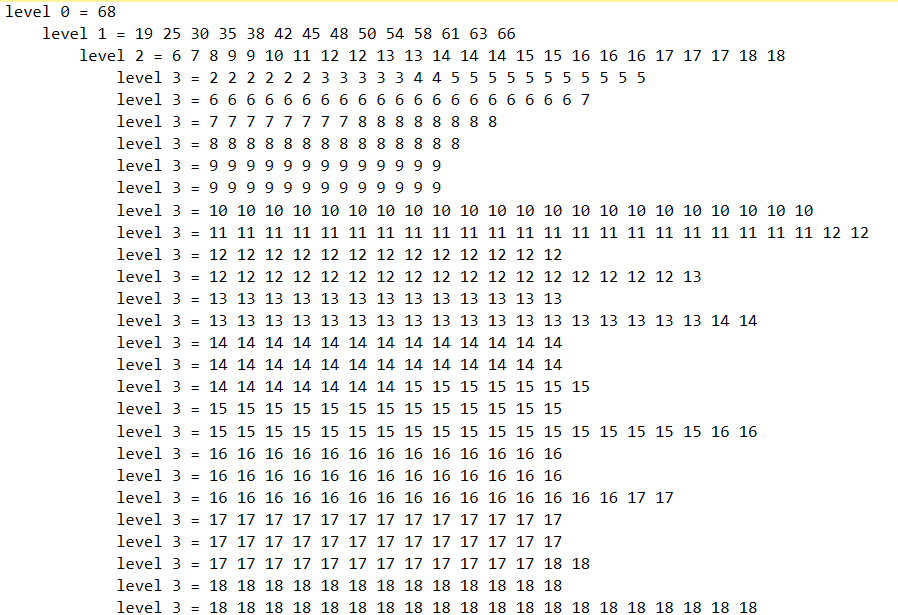 level 0 = 68
level 1 = 19 25 30 35 38 42 45 48 50 54 58 61 63 66
level 2 = 6 7 8 9 9 10 11 12 12 13 13 14 14 14 15 15 16 16 16 17 17 17 18 18
level 3 = 2 2 2 2 2 2 3 3 3 3 3 4 4 5 5 5 5 5 5 5 5 5 5 5
level 3 = 6 6 6 6 6 6 6 6 6 6 6 6 6 6 6 6 6 6 6 6 7
level 3 = 7 7 7 7 7 7 7 7 8 8 8 8 8 8 8 8
level 3 = 8 8 8 8 8 8 8 8 8 8 8 8 8 8
level 3 = 9 9 9 9 9 9 9 9 9 9 9 9 9
level 3 = 9 9 9 9 9 9 9 9 9 9 9 9 9
level 3 = 10 10 10 10 10 10 10 10 10 10 10 10 10 10 10 10 10 10 10 10 10 10
level 3 = 11 11 11 11 11 11 11 11 11 11 11 11 11 11 11 11 11 11 11 11 11 11 12 12
level 3 = 12 12 12 12 12 12 12 12 12 12 12 12 12
level 3 = 12 12 12 12 12 12 12 12 12 12 12 12 12 12 12 12 12 13
level 3 = 13 13 13 13 13 13 13 13 13 13 13 13 13
level 3 = 13 13 13 13 13 13 13 13 13 13 13 13 13 13 13 13 13 13 14 14
level 3 = 14 14 14 14 14 14 14 14 14 14 14 14 14
level 3 = 14 14 14 14 14 14 14 14 14 14 14 14 14
level 3 = 14 14 14 14 14 14 14 15 15 15 15 15 15 15
level 3 = 15 15 15 15 15 15 15 15 15 15 15 15 15
level 3 = 15 15 15 15 15 15 15 15 15 15 15 15 15 15 15 15 15 15 16 16
level 3 = 16 16 16 16 16 16 16 16 16 16 16 16 16
level 3 = 16 16 16 16 16 16 16 16 16 16 16 16 16
level 3 = 16 16 16 16 16 16 16 16 16 16 16 16 16 16 16 17 17
level 3 = 17 17 17 17 17 17 17 17 17 17 17 17 17
level 3 = 17 17 17 17 17 17 17 17 17 17 17 17 17
level 3 = 17 17 17 17 17 17 17 17 17 17 17 17 18 18
level 3 = 18 18 18 18 18 18 18 18 18 18 18 18 18
level 3 = 18 18 18 18 18 18 18 18 18 18 18 18 18 18 18 18 18 18 18 18